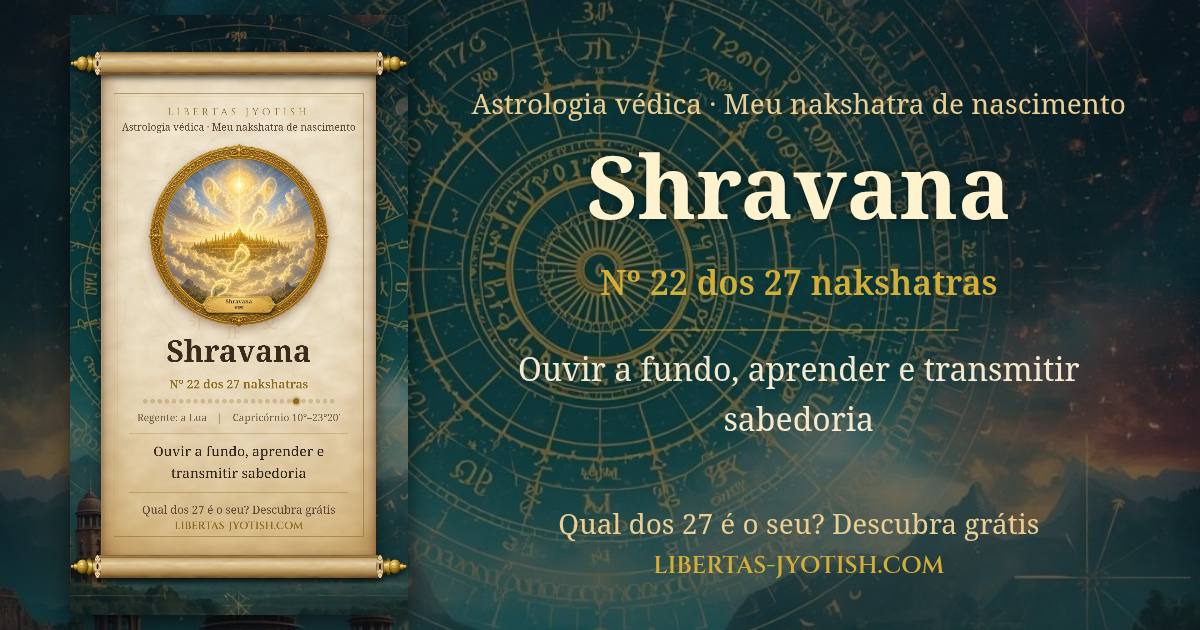 LIBERTAS JYOTISH
Astrologia védica · Meu nakshatra de nascimento
Shravana
Shravana
Nº 22 dos 27 nakshatras
Regente: a Lua | Capricórnio 10°–23°20'
Ouvir a fundo, aprender e
transmitir sabedoria
Qual dos 27 é o seu? Descubra grátis
LIBERTAS-JYOTISH.COM
Astrologia védica · Meu nakshatra de nascimento
Shravana
Nº 22 dos 27 nakshatras
Ouvir a fundo, aprender e transmitir
sabedoria
Qual dos 27 é o seu? Descubra grátis
LIBERTAS-JYOTISH.COM